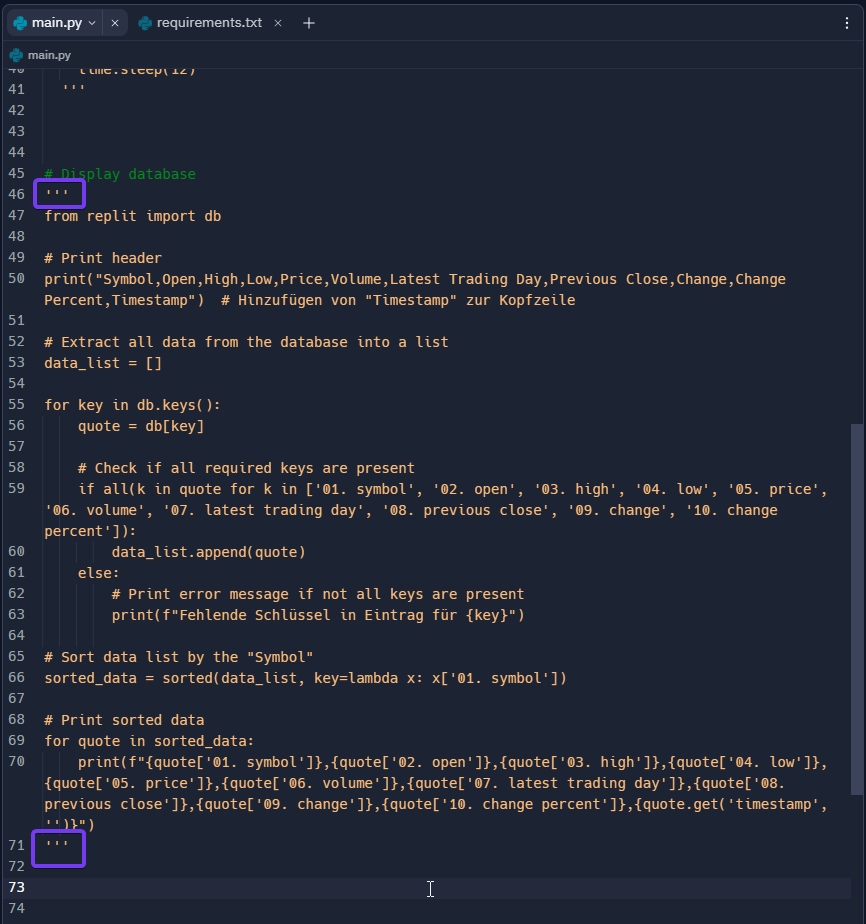 main.py
requirements.txt
main.py
40 time.sleep(12)
41 '''
42
43
44
45 # Display database
46 '''
47 from replit import db
48
49 # Print header
50 print("Symbol,Open,High,Low,Price,Volume,Latest Trading Day,Previous Close,Change,Change
Percent,Timestamp")  # Hinzufügen von "Timestamp" zur Kopfzeile
51
52 # Extract all data from the database into a list
53 data_list = []
54
55 for key in db.keys():
56     quote = db[key]
57
58     # Check if all required keys are present
59     if all(k in quote for k in ['01. symbol', '02. open', '03. high', '04. low', '05. price',
'06. volume', '07. latest trading day', '08. previous close', '09. change', '10. change
percent']):
60         data_list.append(quote)
61     else:
62         # Print error message if not all keys are present
63         print(f"Fehlende Schlüssel in Eintrag für {key}")
64
65 # Sort data list by the "Symbol"
66 sorted_data = sorted(data_list, key=lambda x: x['01. symbol'])
67
68 # Print sorted data
69 for quote in sorted_data:
70     print(f"{quote['01. symbol']},{quote['02. open']},{quote['03. high']},{quote['04. low']},
{quote['05. price']},{quote['06. volume']},{quote['07. latest trading day']},{quote['08.
previous close']},{quote['09. change']},{quote['10. change percent']},{quote.get('timestamp',
'')}")
71 '''
72
73
74